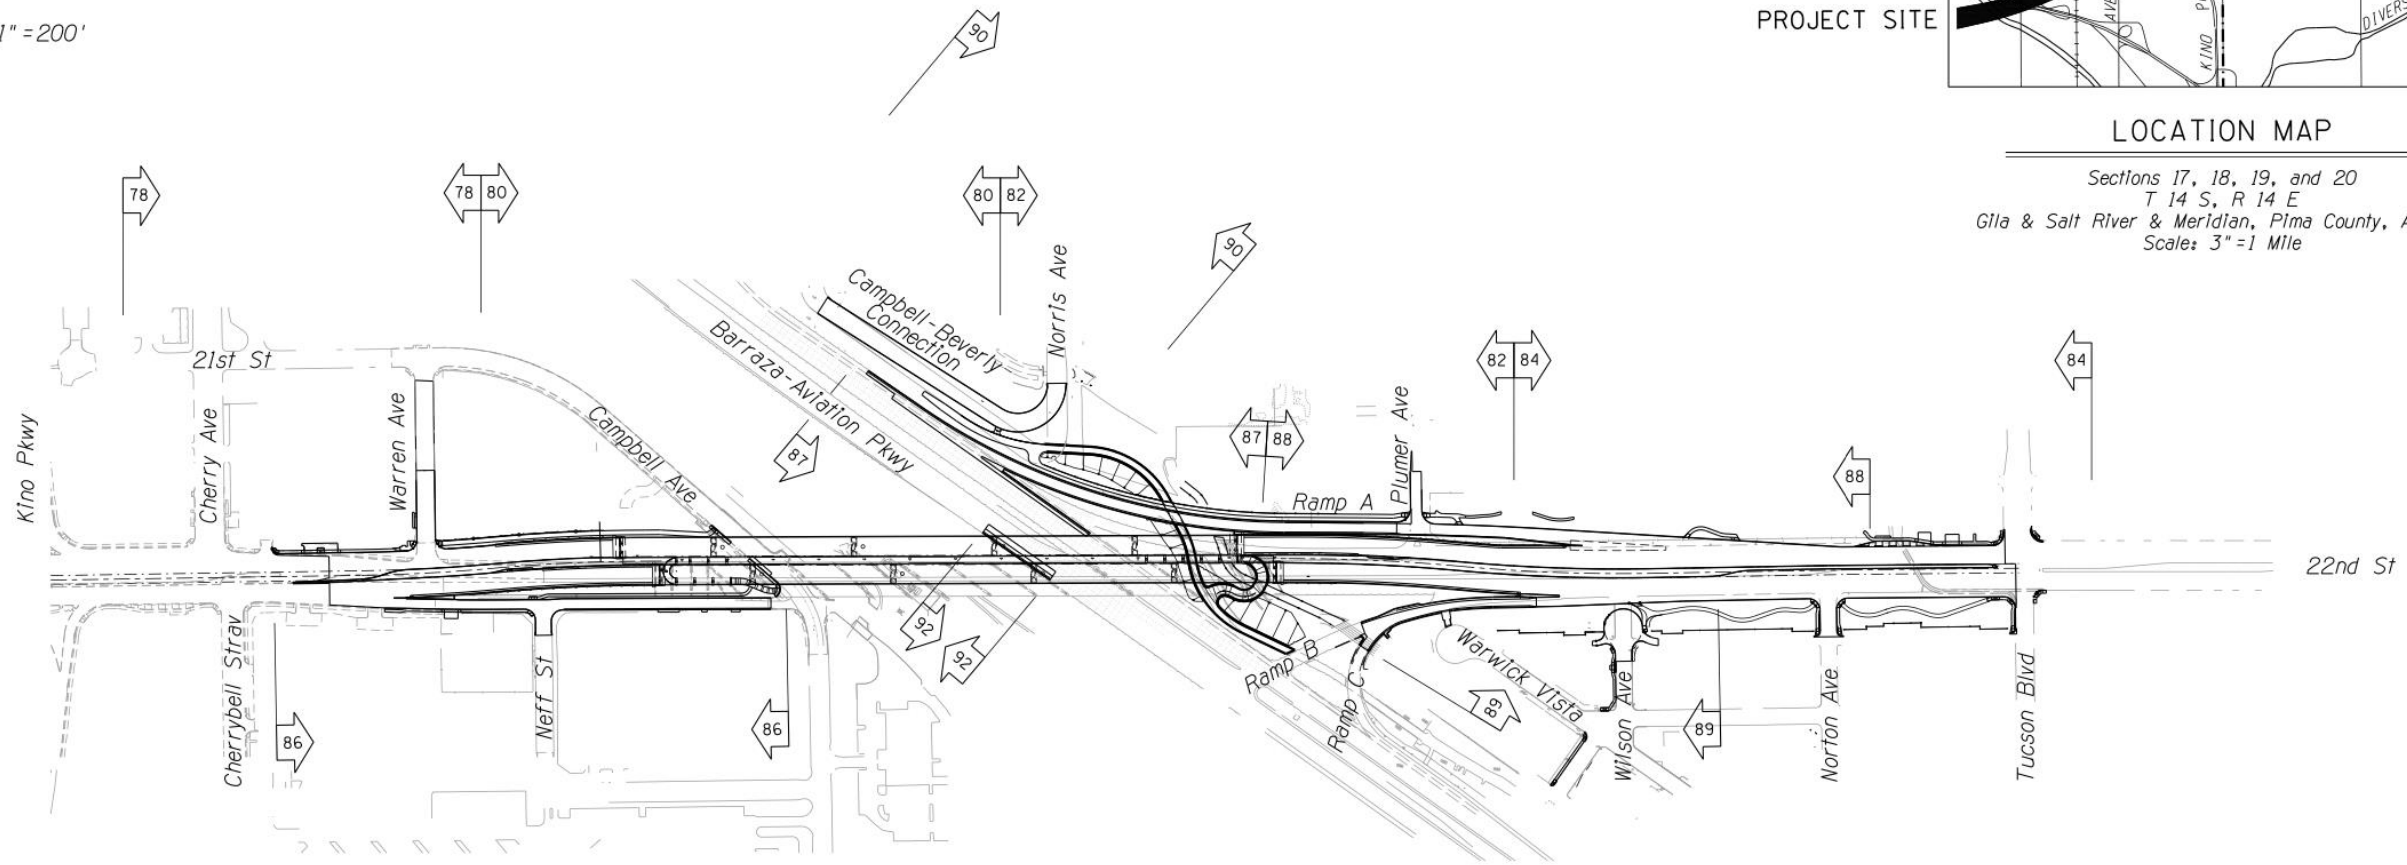 1" = 200'
PROJECT SITE
AVE
KINO
DIVERS
LOCATION MAP
Sections 17, 18, 19, and 20
T 14 S, R 14 E
Gila & Salt River & Meridian, Pima County, A
Scale: 3"=1 Mile
90
78
78 80
80 82
90
Norris Ave
Campbell-Beverly
Connection
Barraza-Aviation Pkwy
21st St
82 84
84
Kino Pkwy
Cherry Ave
Warren Ave
Campbell Ave
87
87 88
Plumer Ave
88
Ramp A
22nd St
92
92
Cherrybell Strav
Neff St
86
86
Ramp B
Ramp C
Warwick Vista
89
Wilson Ave
89
Norton Ave
Tucson Blvd